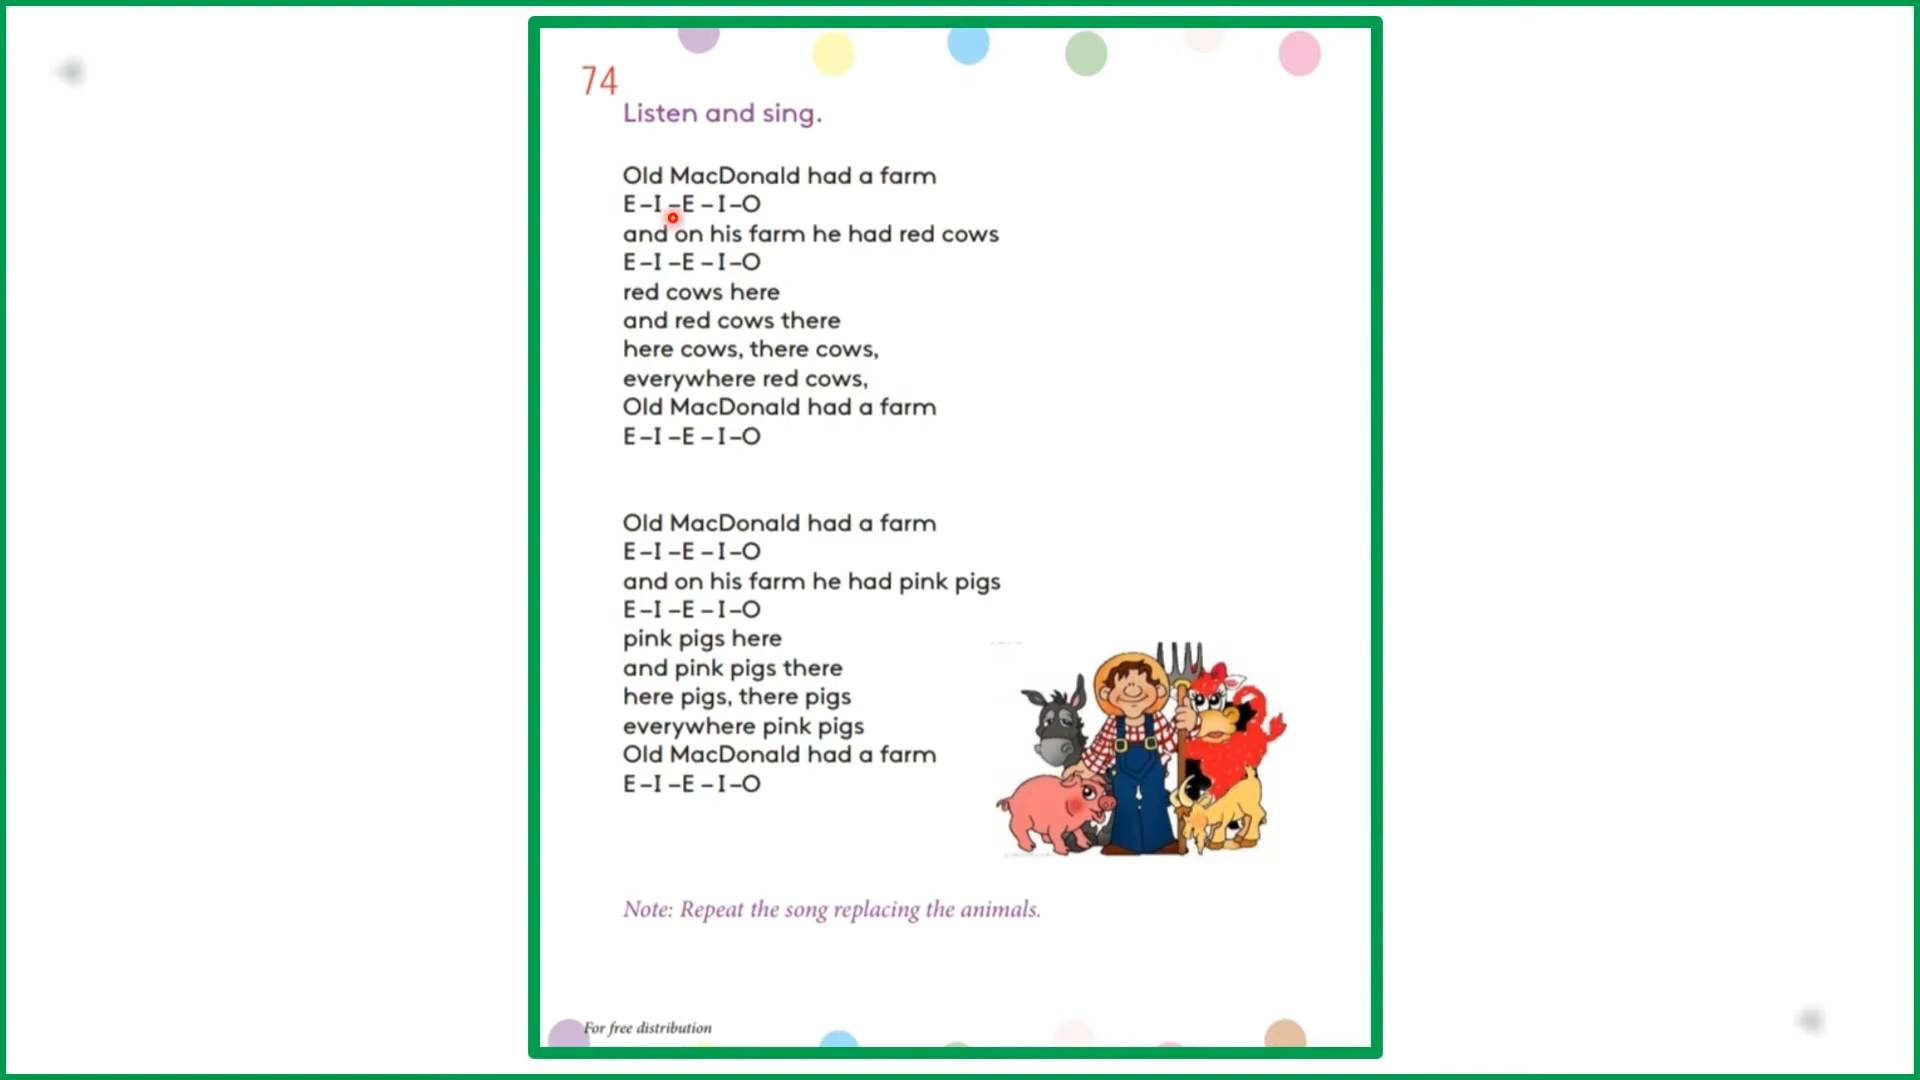 74
Listen and sing.
Old MacDonald had a farm
E –I –E – I –O
and on his farm he had red cows
E –I –E – I –O
red cows here
and red cows there
here cows, there cows,
everywhere red cows,
Old MacDonald had a farm
E –I –E – I –O
Old MacDonald had a farm
E –I –E – I –O
and on his farm he had pink pigs
E –I –E – I –O
pink pigs here
and pink pigs there
here pigs, there pigs
everywhere pink pigs
Old MacDonald had a farm
E –I –E – I –O
Note: Repeat the song replacing the animals.
For free distribution